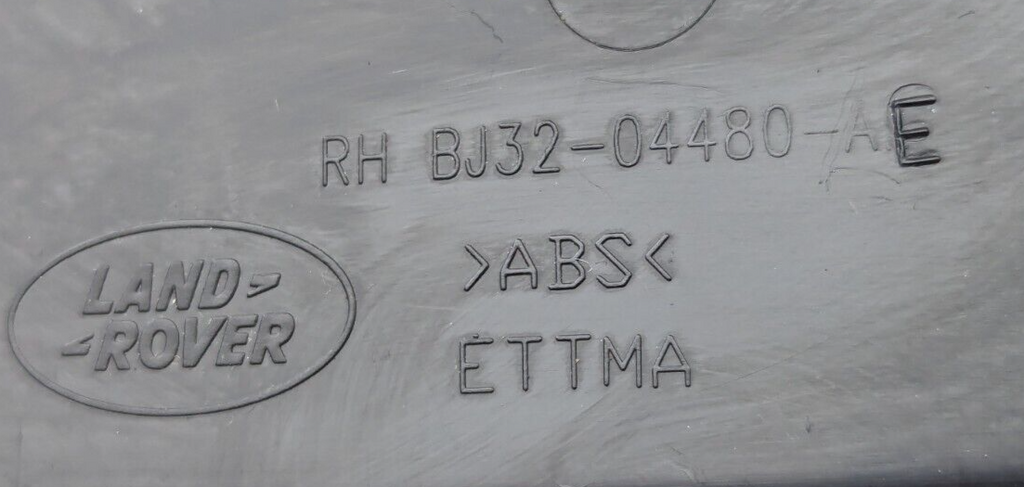 RH BJ32-04480-AE
>ABS<
ETTMA
LAND
ROVER